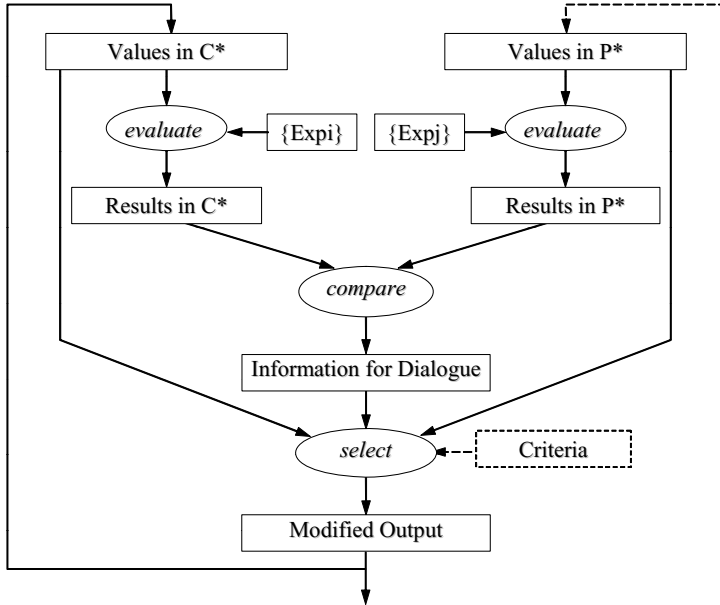 Values in C*
Values in P*
evaluate
{Expi}
{Expj}
evaluate
Results in C*
Results in P*
compare
Information for Dialogue
select
Criteria
Modified Output